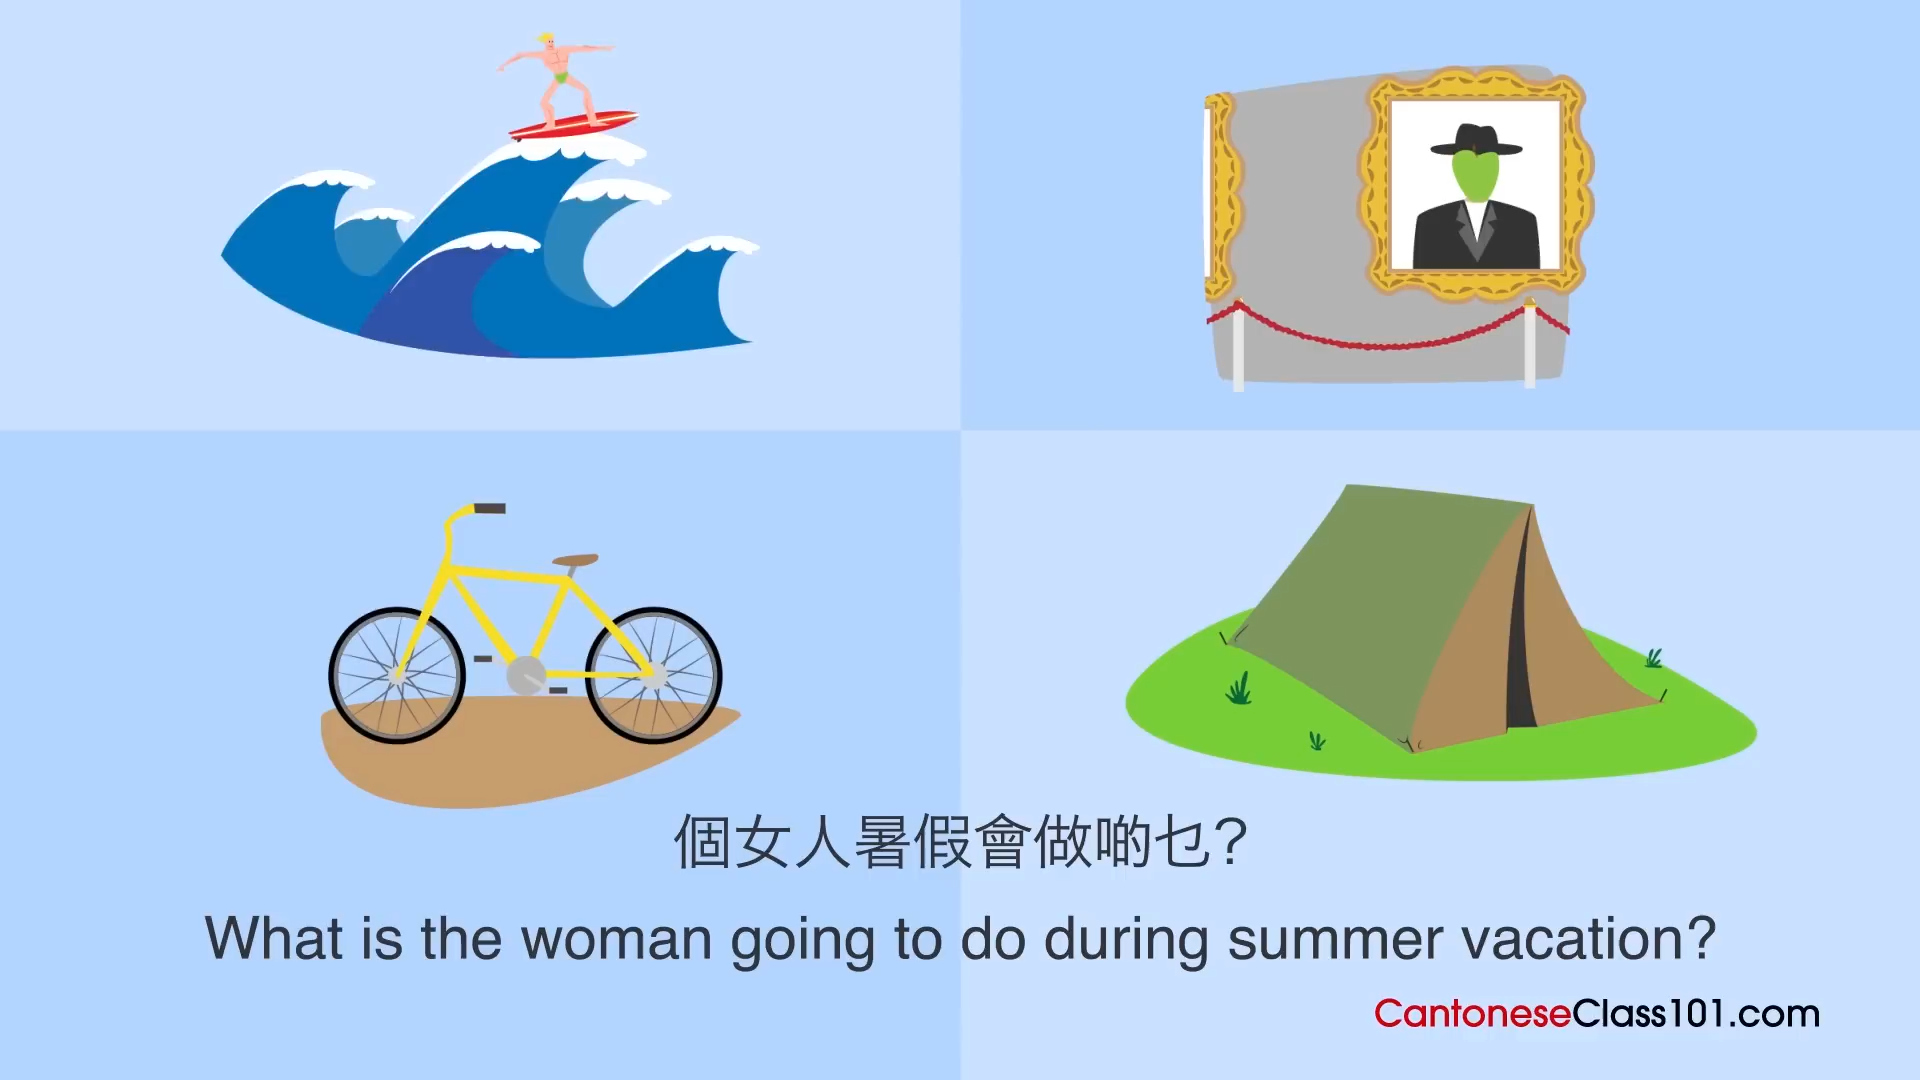 個女人暑假會做啲乜?
What is the woman going to do during summer vacation?
CantoneseClass101.com